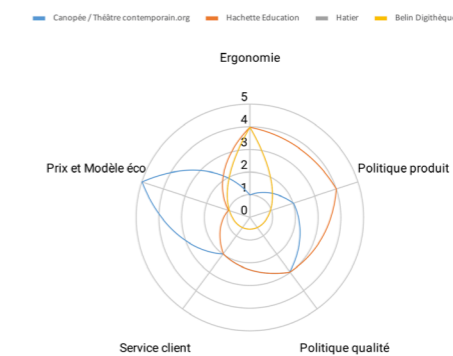 Canopée / Théâtre contemporain.org Hachette Education Hatier Belin Digithèqu
Ergonomie
5
4
3
Prix et Modèle éco 2 Politique produit
1
0
Service client Politique qualité